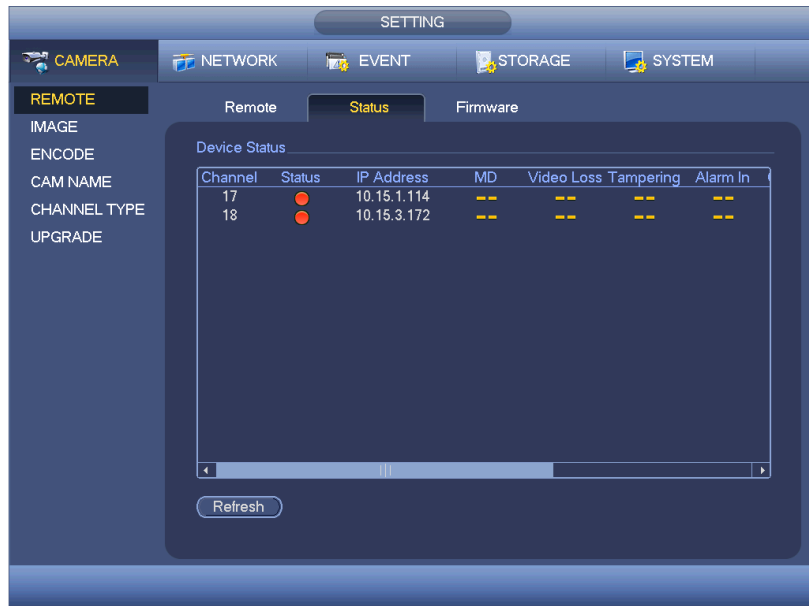 SETTING
CAMERA NETWORK EVENT STORAGE SYSTEM
REMOTE
IMAGE
ENCODE
CAM NAME
CHANNEL TYPE
UPGRADE
Remote Status Firmware
Device Status
Channel Status IP Address MD Video Loss Tampering Alarm In
17 10.15.1.114 -- -- -- --
18 10.15.3.172 -- -- -- --
Refresh